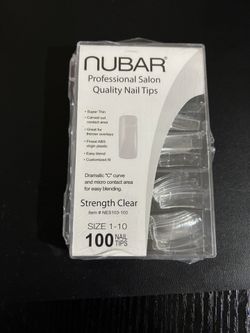 nubar®
Professional Salon
Quality Nail Tips
• Super Thin
• Carved out
contact area
• Great for
thinner overlays
• Finest ABS
virgin plastic
• Easy blend
• Customized fit
Dramatic "C" curve
and micro contact area
for easy blending.
Strength Clear
Item # NES103-100
SIZE 1-10
100 NAIL
TIPS